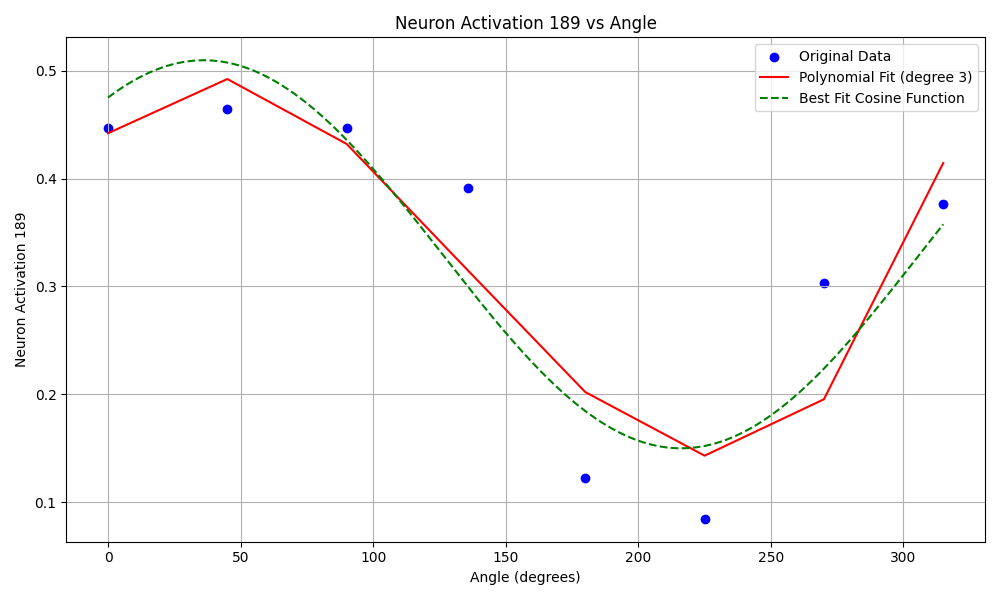 Neuron Activation 189 vs Angle
Original Data
Polynomial Fit (degree 3)
Best Fit Cosine Function
Neuron Activation 189
0.5
0.4
0.3
0.2
0.1
0 50 100 150 200 250 300
Angle (degrees)